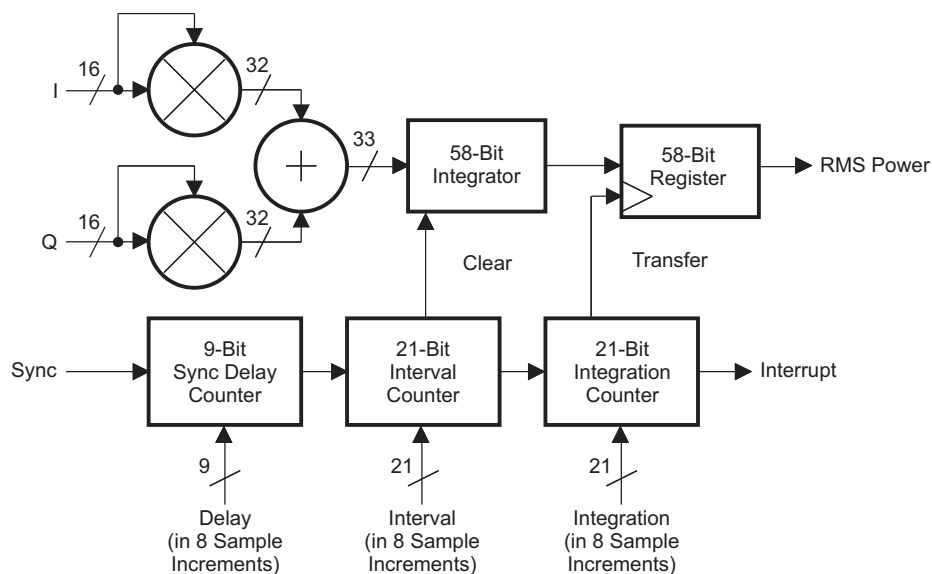 I
16
32
Q
16
32
+
33
58-Bit
Integrator
58-Bit
Register
RMS Power
Clear
Transfer
Sync
9-Bit
Sync Delay
Counter
21-Bit
Interval
Counter
21-Bit
Integration
Counter
Interrupt
9
21
21
Delay
(in 8 Sample
Increments)
Interval
(in 8 Sample
Increments)
Integration
(in 8 Sample
Increments)